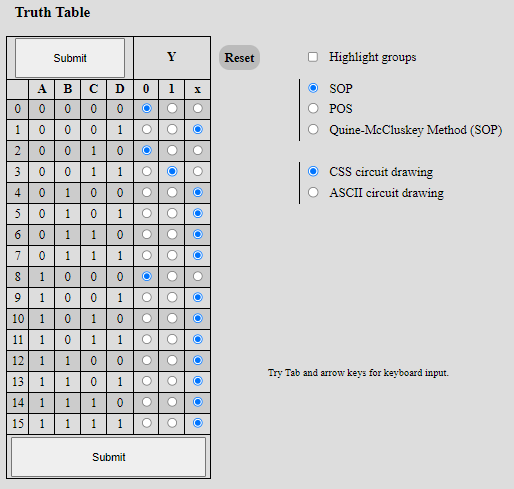 Truth Table
Submit Y Reset
A B C D 0 1 x
0 0 0 0 0
1 0 0 0 1
2 0 0 1 0
3 0 0 1 1
4 0 1 0 0
5 0 1 0 1
6 0 1 1 0
7 0 1 1 1
8 1 0 0 0
9 1 0 0 1
10 1 0 1 0
11 1 0 1 1
12 1 1 0 0
13 1 1 0 1
14 1 1 1 0
15 1 1 1 1
Submit
Highlight groups
SOP
POS
Quine-McCluskey Method (SOP)
CSS circuit drawing
ASCII circuit drawing
Try Tab and arrow keys for keyboard input.